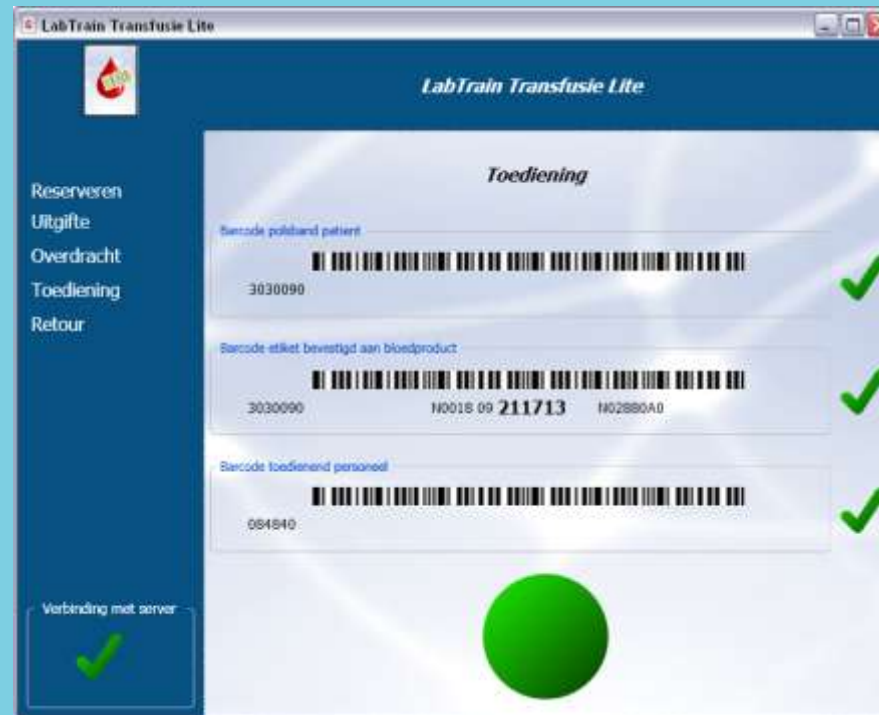 LabTrain Transfusie Lite
LabTrain Transfusie Lite
Toediening
Reserveren
Uitgifte
Overdracht
Toediening
Retour
Barcode polsband patient
3030090
Barcode etiket bevestigd aan bloedproduct
3030090 N0018 09 211713 N02880A0
Barcode toedienend personeel
084840
Verbinding met server